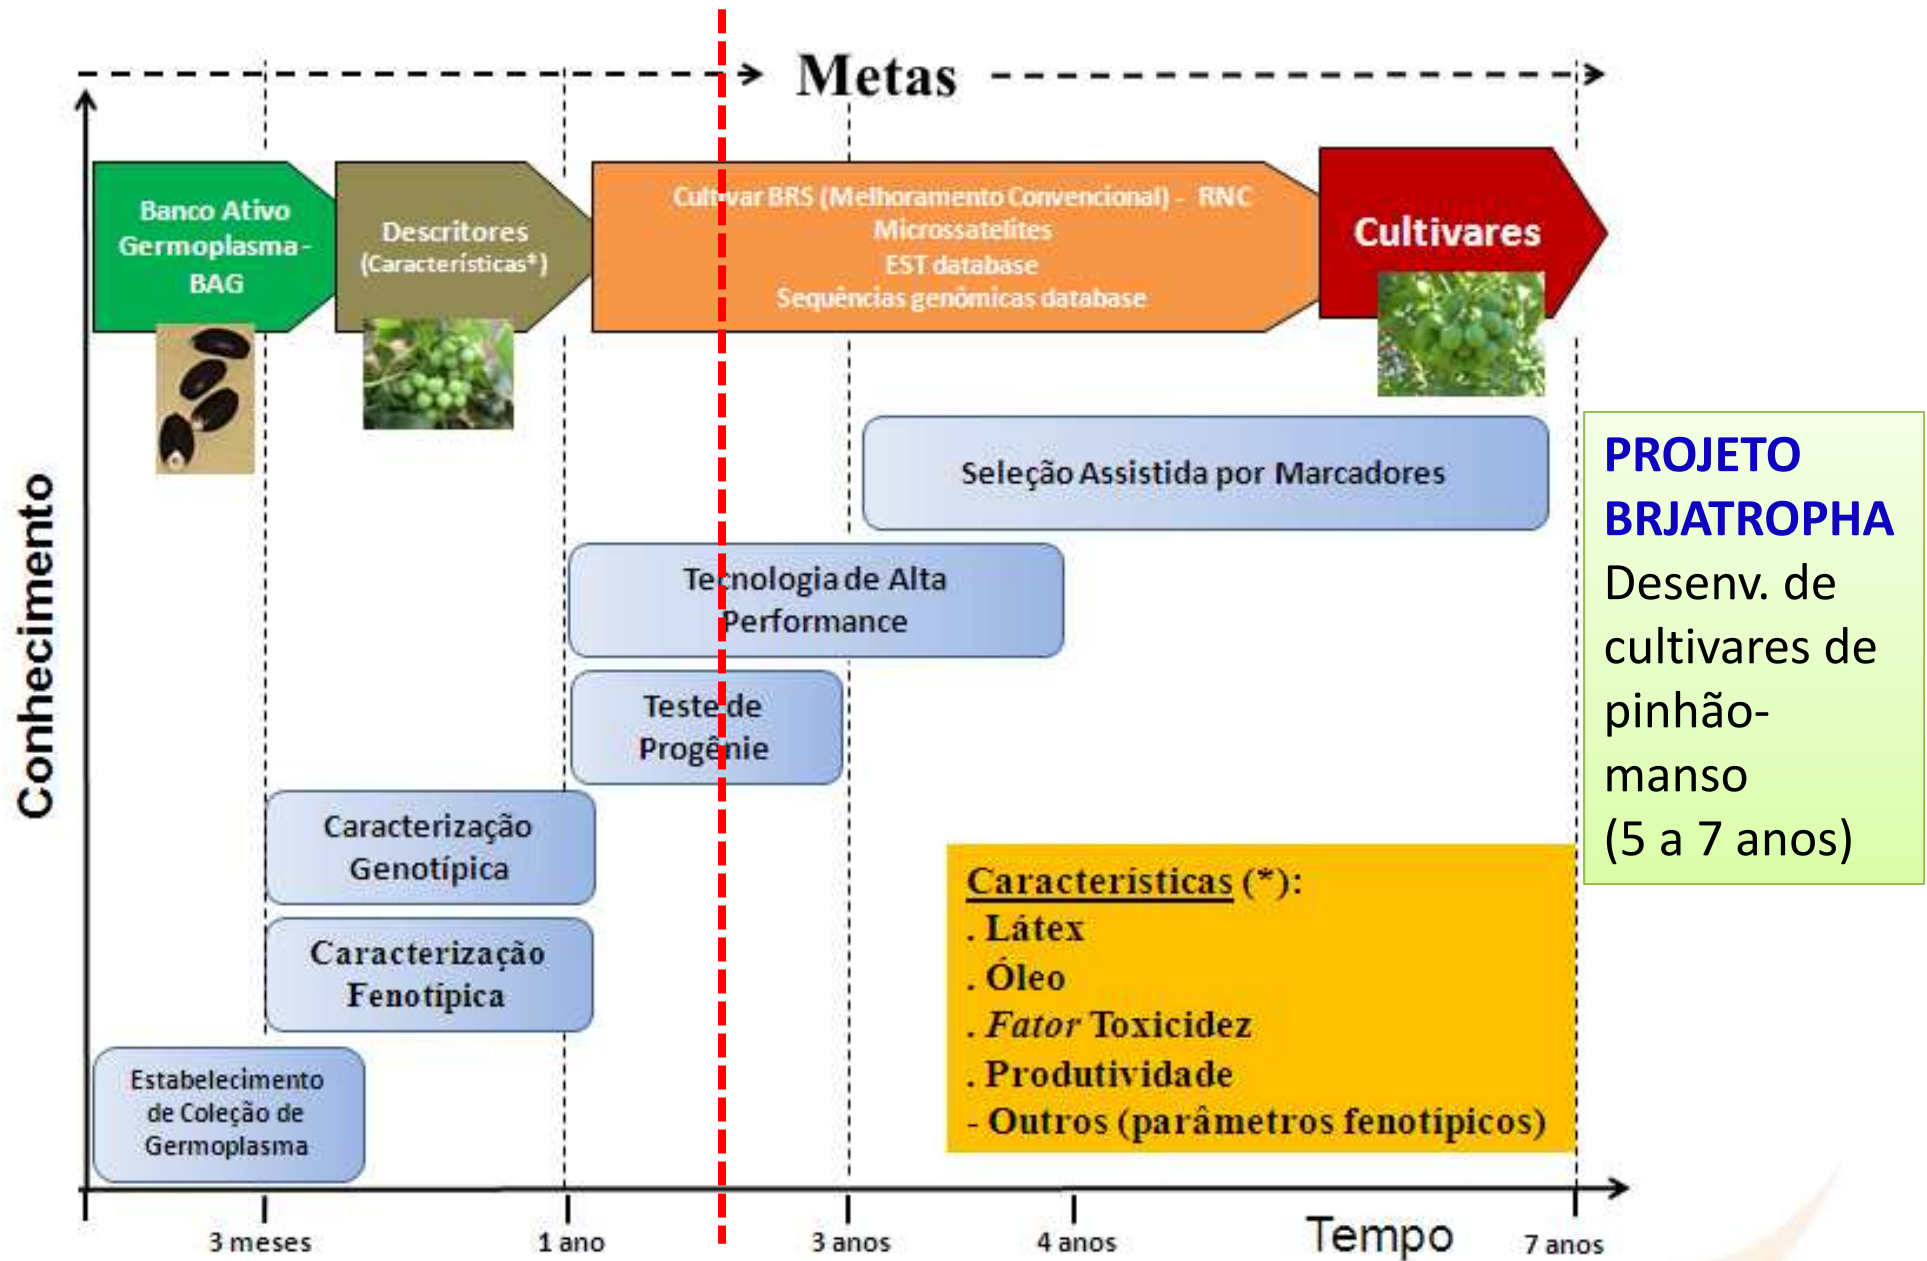 Metas
Banco Ativo
Germoplasma-
BAG
Descritores
(Características*)
Cultivar BRS (Melhoramento Convencional) - RNC
Microssatelites
EST database
Sequências genômicas database
Cultivares
Seleção Assistida por Marcadores
Tecnologia de Alta
Performance
Teste de
Progênie
Caracterização
Genotípica
Caracterização
Fenotípica
Estabelecimento
de Coleção de
Germoplasma
Conhecimento
PROJETO
BRJATROPHA
Desenv. de
cultivares de
pinhão-
manso
(5 a 7 anos)
Características (*):
. Látex
. Óleo
. Fator Toxicidez
. Produtividade
- Outros (parâmetros fenotípicos)
3 meses
1 ano
3 anos
4 anos
Tempo
7 anos